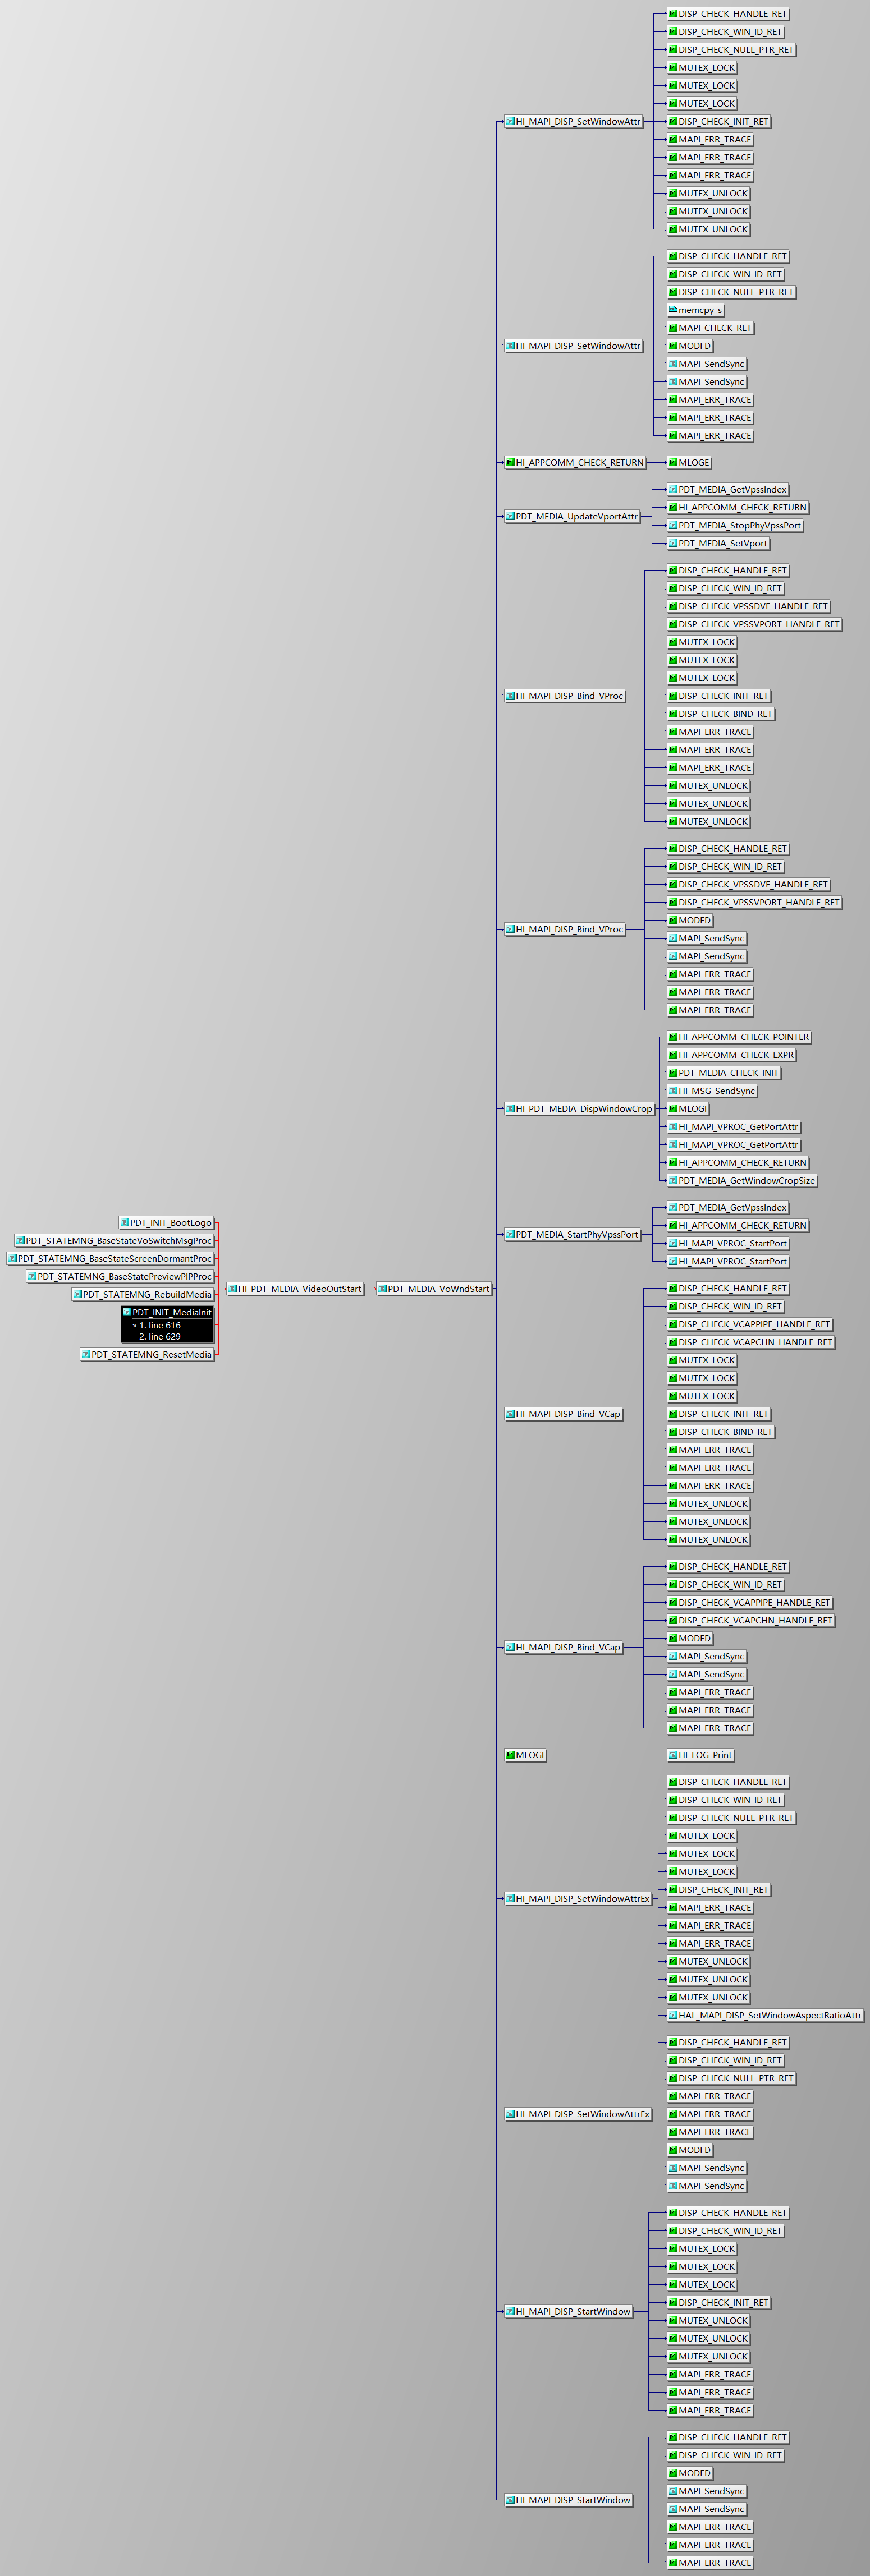 PDT_INIT_BootLogo
PDT_STATEMNG_BaseStateVoSwitchMsgProc
PDT_STATEMNG_BaseStateScreenDormantProc
PDT_STATEMNG_BaseStatePreviewPIPProc
PDT_STATEMNG_RebuildMedia
PDT_INIT_MediaInit
» 1. line 616
2. line 629
PDT_STATEMNG_ResetMedia
HI_PDT_MEDIA_VideoOutStart
PDT_MEDIA_VoWndStart
HI_MAPI_DISP_SetWindowAttr
DISP_CHECK_HANDLE_RET
DISP_CHECK_WIN_ID_RET
DISP_CHECK_NULL_PTR_RET
MUTEX_LOCK
MUTEX_LOCK
MUTEX_LOCK
DISP_CHECK_INIT_RET
MAPI_ERR_TRACE
MAPI_ERR_TRACE
MAPI_ERR_TRACE
MUTEX_UNLOCK
MUTEX_UNLOCK
MUTEX_UNLOCK
HI_MAPI_DISP_SetWindowAttr
DISP_CHECK_HANDLE_RET
DISP_CHECK_WIN_ID_RET
DISP_CHECK_NULL_PTR_RET
memcpy_s
MAPI_CHECK_RET
MODFD
MAPI_SendSync
MAPI_SendSync
MAPI_ERR_TRACE
MAPI_ERR_TRACE
MAPI_ERR_TRACE
HI_APPCOMM_CHECK_RETURN
MLOGE
PDT_MEDIA_UpdateVportAttr
PDT_MEDIA_GetVpssIndex
HI_APPCOMM_CHECK_RETURN
PDT_MEDIA_StopPhyVpssPort
PDT_MEDIA_SetVport
HI_MAPI_DISP_Bind_VProc
DISP_CHECK_HANDLE_RET
DISP_CHECK_WIN_ID_RET
DISP_CHECK_VPSSDVE_HANDLE_RET
DISP_CHECK_VPSSVPORT_HANDLE_RET
MUTEX_LOCK
MUTEX_LOCK
MUTEX_LOCK
DISP_CHECK_INIT_RET
DISP_CHECK_BIND_RET
MAPI_ERR_TRACE
MAPI_ERR_TRACE
MAPI_ERR_TRACE
MUTEX_UNLOCK
MUTEX_UNLOCK
MUTEX_UNLOCK
HI_MAPI_DISP_Bind_VProc
DISP_CHECK_HANDLE_RET
DISP_CHECK_WIN_ID_RET
DISP_CHECK_VPSSDVE_HANDLE_RET
DISP_CHECK_VPSSVPORT_HANDLE_RET
MODFD
MAPI_SendSync
MAPI_SendSync
MAPI_ERR_TRACE
MAPI_ERR_TRACE
MAPI_ERR_TRACE
HI_PDT_MEDIA_DispWindowCrop
HI_APPCOMM_CHECK_POINTER
HI_APPCOMM_CHECK_EXPR
PDT_MEDIA_CHECK_INIT
HI_MSG_SendSync
MLOGI
HI_MAPI_VPROC_GetPortAttr
HI_MAPI_VPROC_GetPortAttr
HI_APPCOMM_CHECK_RETURN
PDT_MEDIA_GetWindowCropSize
PDT_MEDIA_StartPhyVpssPort
PDT_MEDIA_GetVpssIndex
HI_APPCOMM_CHECK_RETURN
HI_MAPI_VPROC_StartPort
HI_MAPI_VPROC_StartPort
HI_MAPI_DISP_Bind_VCap
DISP_CHECK_HANDLE_RET
DISP_CHECK_WIN_ID_RET
DISP_CHECK_VCAPPIPE_HANDLE_RET
DISP_CHECK_VCAPCHN_HANDLE_RET
MUTEX_LOCK
MUTEX_LOCK
MUTEX_LOCK
DISP_CHECK_INIT_RET
DISP_CHECK_BIND_RET
MAPI_ERR_TRACE
MAPI_ERR_TRACE
MAPI_ERR_TRACE
MUTEX_UNLOCK
MUTEX_UNLOCK
MUTEX_UNLOCK
HI_MAPI_DISP_Bind_VCap
DISP_CHECK_HANDLE_RET
DISP_CHECK_WIN_ID_RET
DISP_CHECK_VCAPPIPE_HANDLE_RET
DISP_CHECK_VCAPCHN_HANDLE_RET
MODFD
MAPI_SendSync
MAPI_SendSync
MAPI_ERR_TRACE
MAPI_ERR_TRACE
MAPI_ERR_TRACE
MLOGI
HI_LOG_Print
HI_MAPI_DISP_SetWindowAttrEx
DISP_CHECK_HANDLE_RET
DISP_CHECK_WIN_ID_RET
DISP_CHECK_NULL_PTR_RET
MUTEX_LOCK
MUTEX_LOCK
MUTEX_LOCK
DISP_CHECK_INIT_RET
MAPI_ERR_TRACE
MAPI_ERR_TRACE
MAPI_ERR_TRACE
MUTEX_UNLOCK
MUTEX_UNLOCK
MUTEX_UNLOCK
HAL_MAPI_DISP_SetWindowAspectRatioAttr
HI_MAPI_DISP_SetWindowAttrEx
DISP_CHECK_HANDLE_RET
DISP_CHECK_WIN_ID_RET
DISP_CHECK_NULL_PTR_RET
MAPI_ERR_TRACE
MAPI_ERR_TRACE
MAPI_ERR_TRACE
MODFD
MAPI_SendSync
MAPI_SendSync
HI_MAPI_DISP_StartWindow
DISP_CHECK_HANDLE_RET
DISP_CHECK_WIN_ID_RET
MUTEX_LOCK
MUTEX_LOCK
MUTEX_LOCK
DISP_CHECK_INIT_RET
MUTEX_UNLOCK
MUTEX_UNLOCK
MUTEX_UNLOCK
MAPI_ERR_TRACE
MAPI_ERR_TRACE
MAPI_ERR_TRACE
HI_MAPI_DISP_StartWindow
DISP_CHECK_HANDLE_RET
DISP_CHECK_WIN_ID_RET
MODFD
MAPI_SendSync
MAPI_SendSync
MAPI_ERR_TRACE
MAPI_ERR_TRACE
MAPI_ERR_TRACE